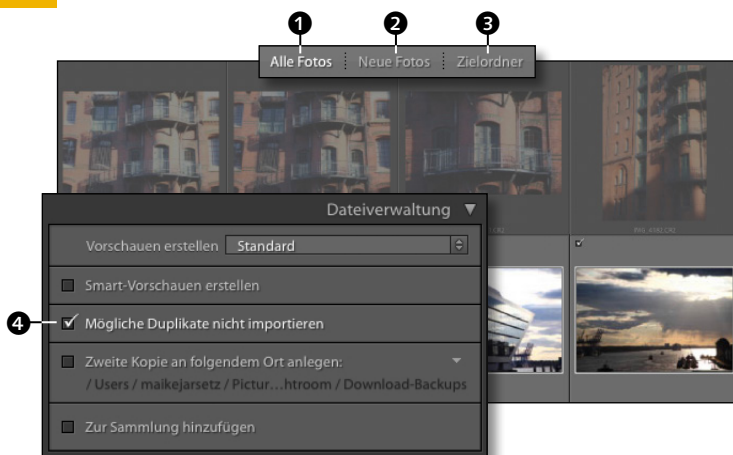 1 2 3
Alle Fotos Neue Fotos Zielordner
Dateiverwaltung
Vorschauen erstellen Standard
Smart-Vorschauen erstellen
4 Mögliche Duplikate nicht importieren
Zweite Kopie an folgendem Ort anlegen:
/ Users / maikejarsetz / Pictur...htroom / Download-Backups
Zur Sammlung hinzufügen